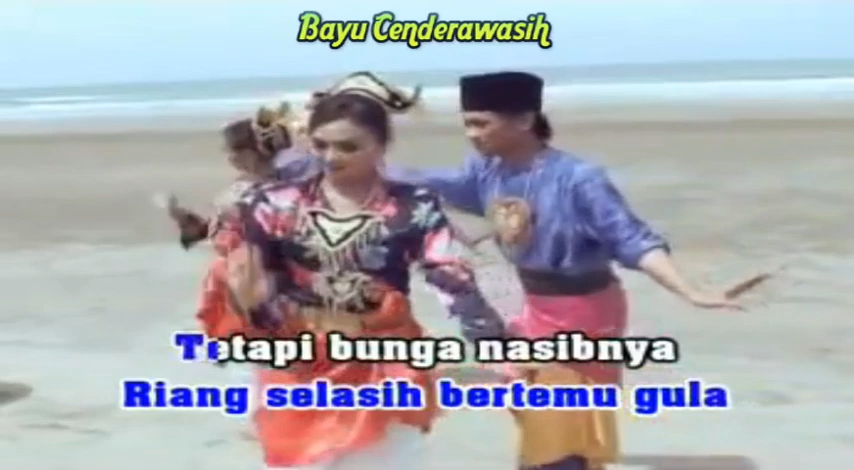 Bayu Cenderawasih
Tetapi bunga nasibnya
Riang selasih bertemu gula